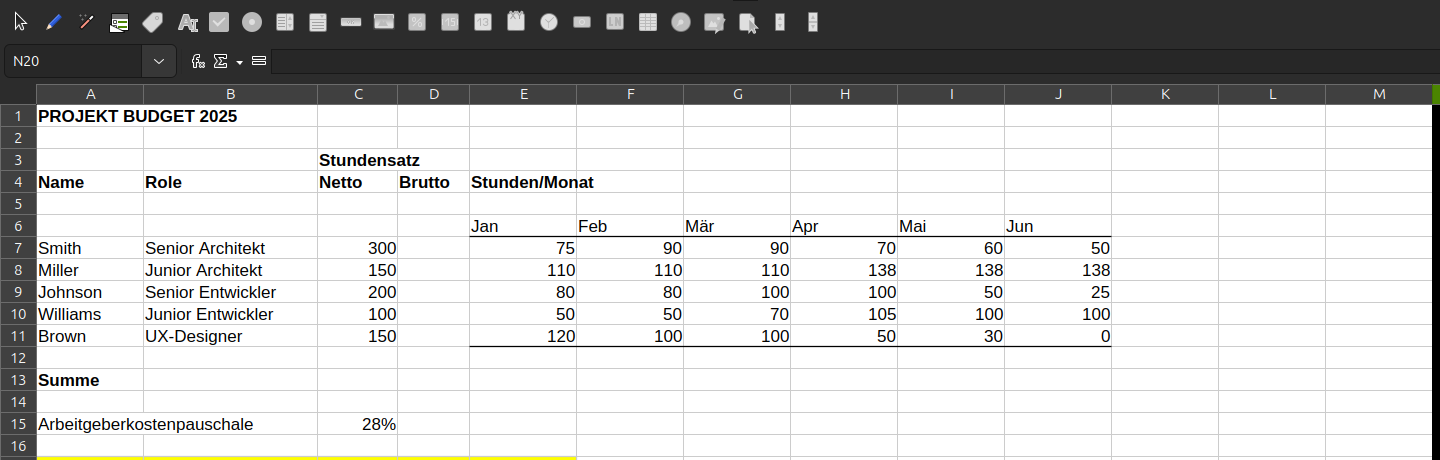 N20
A B C D E F G H I J K L M
1 PROJEKT BUDGET 2025
2
3 Stundensatz
4 Name Role Netto Brutto Stunden/Monat
5
6 Jan Feb Mär Apr Mai Jun
7 Smith Senior Architekt 300 75 90 90 70 60 50
8 Miller Junior Architekt 150 110 110 110 138 138 138
9 Johnson Senior Entwickler 200 80 80 100 100 50 25
10 Williams Junior Entwickler 100 50 50 70 105 100 100
11 Brown UX-Designer 150 120 100 100 50 30 0
12
13 Summe
14
15 Arbeitgeberkostenpauschale 28%
16